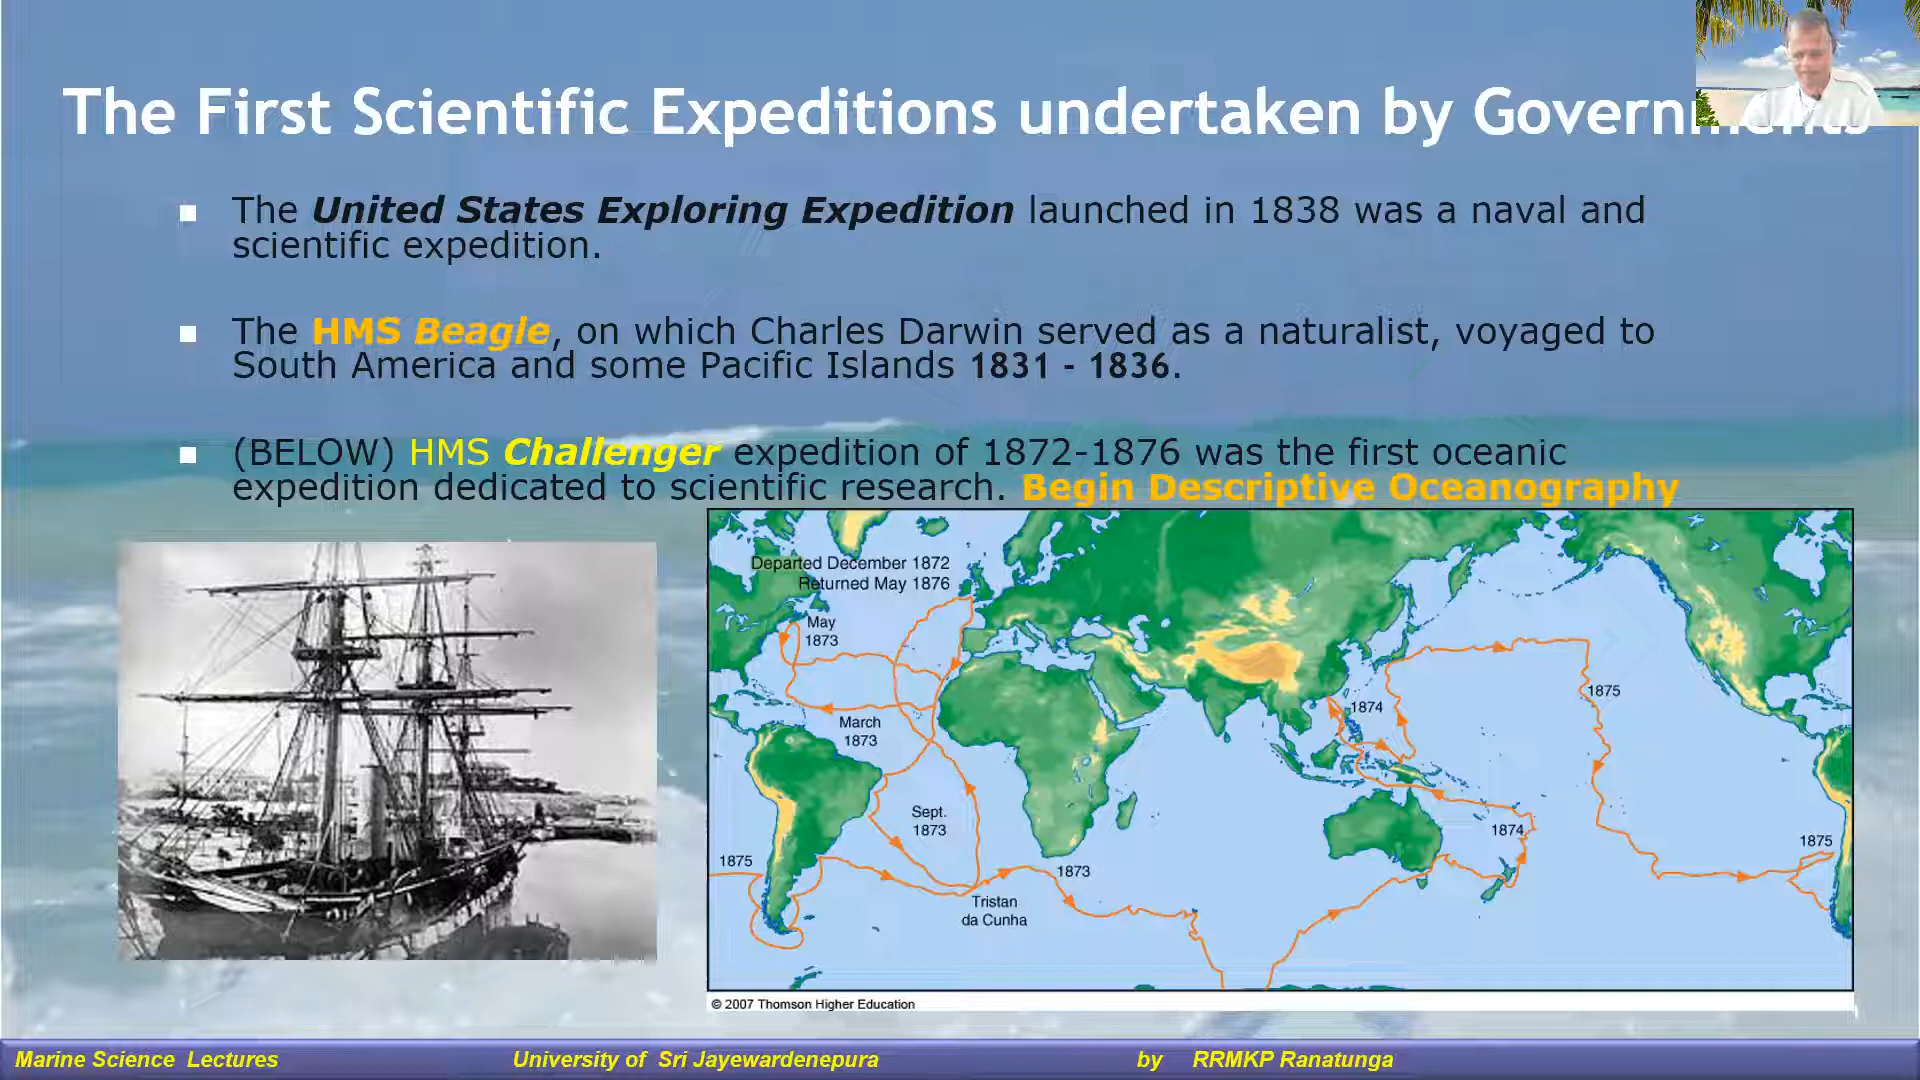 The First Scientific Expeditions undertaken by Governments
The United States Exploring Expedition launched in 1838 was a naval and
scientific expedition.
The HMS Beagle, on which Charles Darwin served as a naturalist, voyaged to
South America and some Pacific Islands 1831 - 1836.
(BELOW) HMS Challenger expedition of 1872-1876 was the first oceanic
expedition dedicated to scientific research. Begin Descriptive Oceanography
Departed December 1872
Returned May 1876
May
1873
March
1873
Sept.
1873
1875
Tristan
da Cunha
1873
1874
1874
1875
1875
© 2007 Thomson Higher Education
Marine Science Lectures
University of Sri Jayewardenepura
by RRMKP Ranatunga